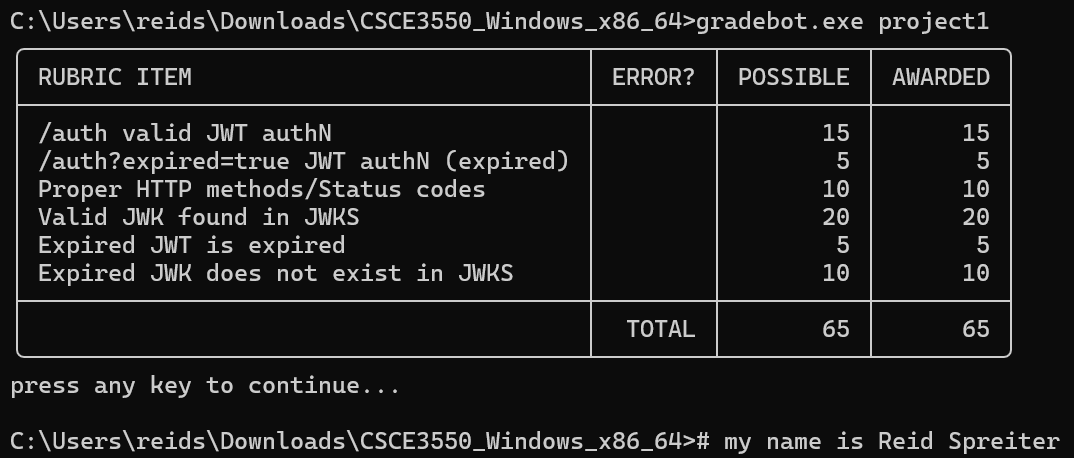 C:\Users\reids\Downloads\CSCE3550_Windows_x86_64>gradebot.exe project1
RUBRIC ITEM ERROR? POSSIBLE AWARDED
/auth valid JWT authN 15 15
/auth?expired=true JWT authN (expired) 5 5
Proper HTTP methods/Status codes 10 10
Valid JWK found in JWKS 20 20
Expired JWT is expired 5 5
Expired JWK does not exist in JWKS 10 10
TOTAL 65 65
press any key to continue...
C:\Users\reids\Downloads\CSCE3550_Windows_x86_64># my name is Reid Spreiter